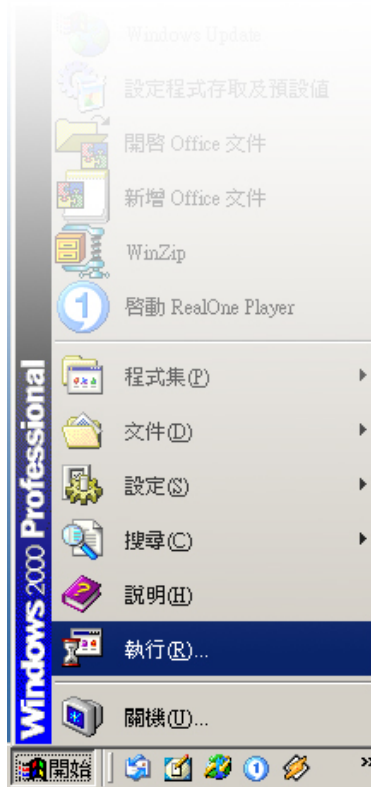 Windows Update
設定程式存取及預設值
開啓 Office 文件
新增 Office 文件
WinZip
啓動 RealOne Player
程式集(P)
文件(D)
設定(S)
搜尋(C)
說明(H)
執行(R)...
關機(U)...
Windows 2000 Professional
開始